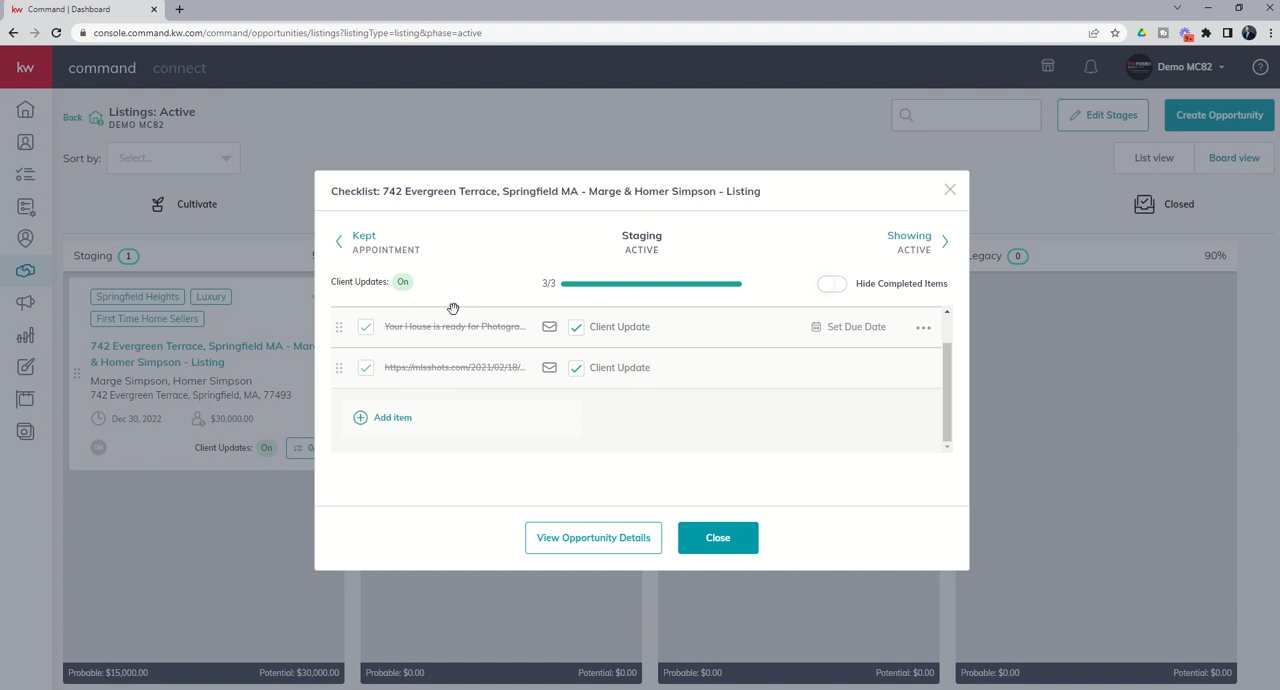 kw Command | Dashboard
console.command.kw.com/command/opportunities/listings?listingType=listing&phase=active
9+
kw command connect
Demo MC82
Back Listings: Active
DEMO MC82
Edit Stages
Create Opportunity
Sort by: Select...
List view Board view
Cultivate
Closed
Staging 1
Legacy 0 90%
Springfield Heights Luxury
First Time Home Sellers
742 Evergreen Terrace, Springfield MA - Mar
& Homer Simpson - Listing
Marge Simpson, Homer Simpson
742 Evergreen Terrace, Springfield, MA, 77493
Dec 30, 2022 $30,000.00
Client Updates: On
Checklist: 742 Evergreen Terrace, Springfield MA - Marge & Homer Simpson - Listing
Kept
APPOINTMENT
Staging
ACTIVE
Showing
ACTIVE
Client Updates: On
3/3
Hide Completed Items
Your House is ready for Photogra...
Client Update
Set Due Date
https://mlsshots.com/2021/02/18/...
Client Update
Add item
View Opportunity Details
Close
Probable: $15,000.00 Potential: $30,000.00
Probable: $0.00 Potential: $0.00
Probable: $0.00 Potential: $0.00
Probable: $0.00 Potential: $0.00